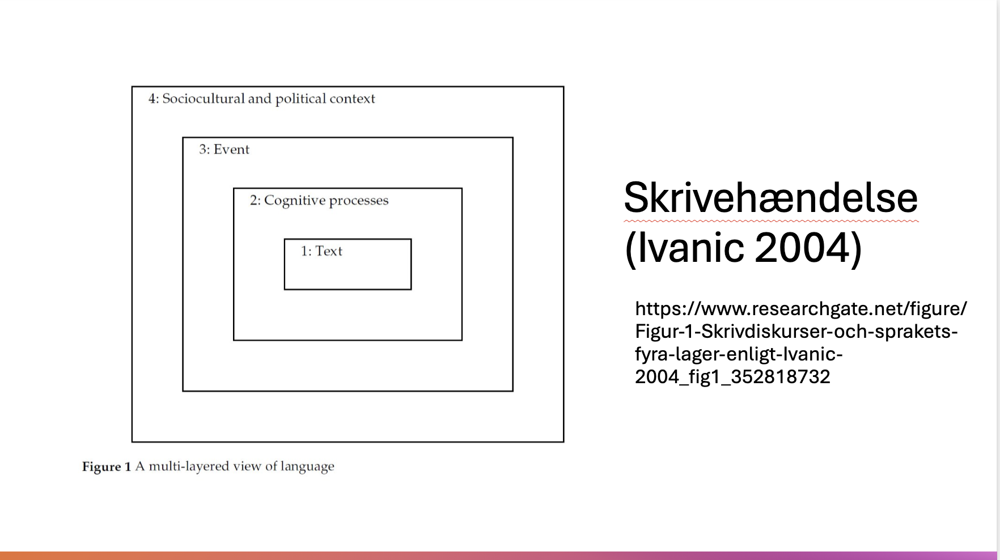 4: Sociocultural and political context
3: Event
2: Cognitive processes
1: Text
Figure 1 A multi-layered view of language
Skrivehændelse
(Ivanic 2004)
https://www.researchgate.net/figure/
Figur-1-Skrivdiskurser-och-sprakets-
fyra-lager-enligt-Ivanic-
2004_fig1_352818732